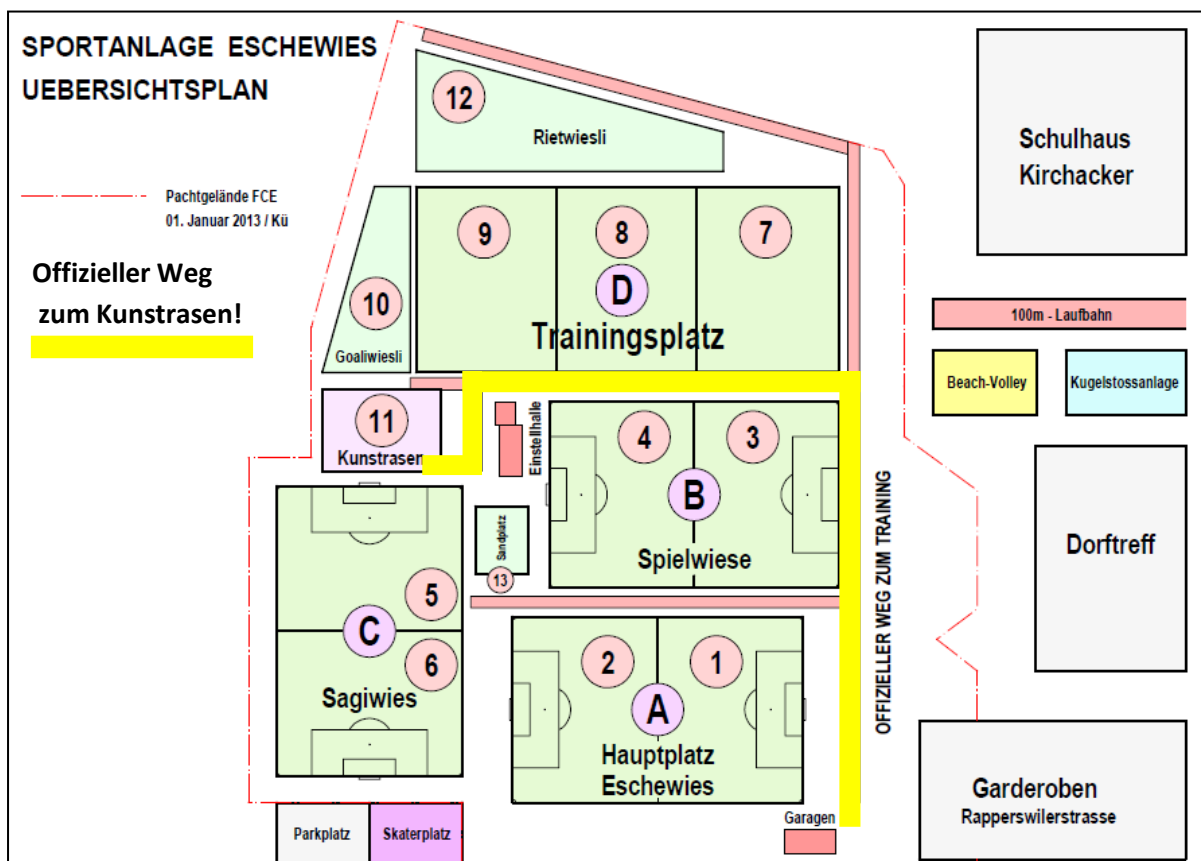 SPORTANLAGE ESCHEWIES
UEBERSICHTSPLAN
Pachtgelände FCE
01. Januar 2013 / Kü
Offizieller Weg
zum Kunstrasen!
12
Rietwiesli
Schulhaus
Kirchacker
9
8
7
D
Trainingsplatz
10
Goaliwiesli
100m - Laufbahn
Beach-Volley
Kugelstossanlage
11
Kunstrasen
Einstellhalle
4
3
B
Spielwiese
Sandplatz
13
OFFIZIELLER WEG ZUM TRAINING
Dorftreff
5
C
6
Sagiwies
2
1
A
Hauptplatz
Eschewies
Garderoben
Rapperswilerstrasse
Garagen
Parkplatz
Skaterplatz